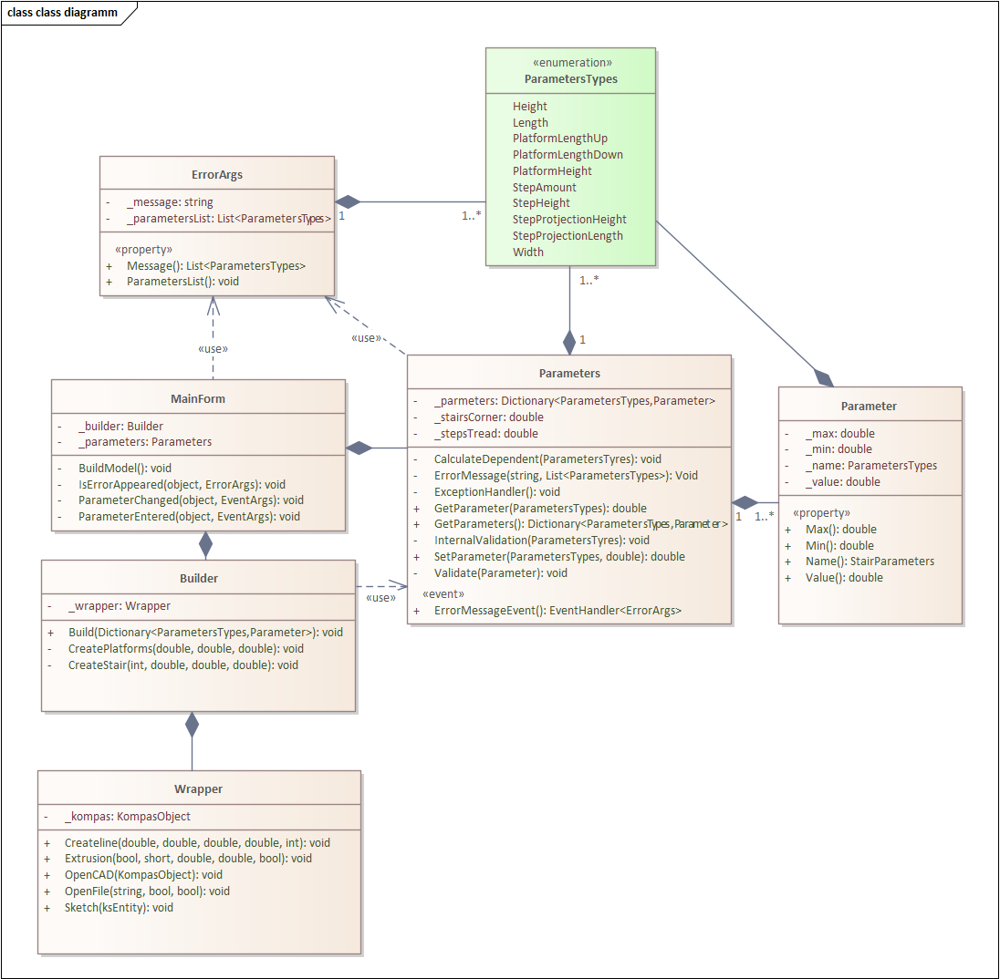 class class diagramm
«enumeration»
ParametersTypes
Height
Length
PlatformLengthUp
PlatformLengthDown
PlatformHeight
StepAmount
StepHeight
StepProtjectionHeight
StepProjectionLength
Width
ErrorArgs
- _message: string
- _parametersList: List<ParametersTypes>
«property»
+ Message(): List<ParametersTypes>
+ ParametersList(): void
1
1..*
1..*
1
«use»
«use»
MainForm
- _builder: Builder
- _parameters: Parameters
- BuildModel(): void
- IsErrorAppeared(object, ErrorArgs): void
- ParameterChanged(object, EventArgs): void
- ParameterEntered(object, EventArgs): void
Parameters
- _parmeters: Dictionary<ParametersTypes,Parameter>
- _stairsCorner: double
- _stepsTread: double
- CalculateDependent(ParametersTyres): void
- ErrorMessage(string, List<ParametersTypes>): Void
- ExceptionHandler(): void
+ GetParameter(ParametersTypes): double
+ GetParameters(): Dictionary<ParametersTypes,Parameter>
- InternalValidation(ParametersTyres): void
+ SetParameter(ParametersTypes, double): double
- Validate(Parameter): void
«event»
+ ErrorMessageEvent(): EventHandler<ErrorArgs>
1
1..*
Parameter
- _max: double
- _min: double
- _name: ParametersTypes
- _value: double
«property»
+ Max(): double
+ Min(): double
+ Name(): StairParameters
+ Value(): double
Builder
- _wrapper: Wrapper
+ Build(Dictionary<ParametersTypes,Parameter>): void
- CreatePlatforms(double, double, double): void
- CreateStair(int, double, double, double): void
«use»
Wrapper
- _kompas: KompasObject
+ Createline(double, double, double, double, int): void
+ Extrusion(bool, short, double, double, bool): void
+ OpenCAD(KompasObject): void
+ OpenFile(string, bool, bool): void
+ Sketch(ksEntity): void